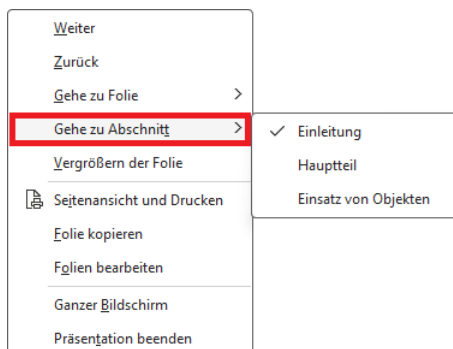 Weiter
Zurück
Gehe zu Folie
Gehe zu Abschnitt
Vergrößern der Folie
Seitenansicht und Drucken
Folie kopieren
Folien bearbeiten
Ganzer Bildschirm
Präsentation beenden
Einleitung
Hauptteil
Einsatz von Objekten